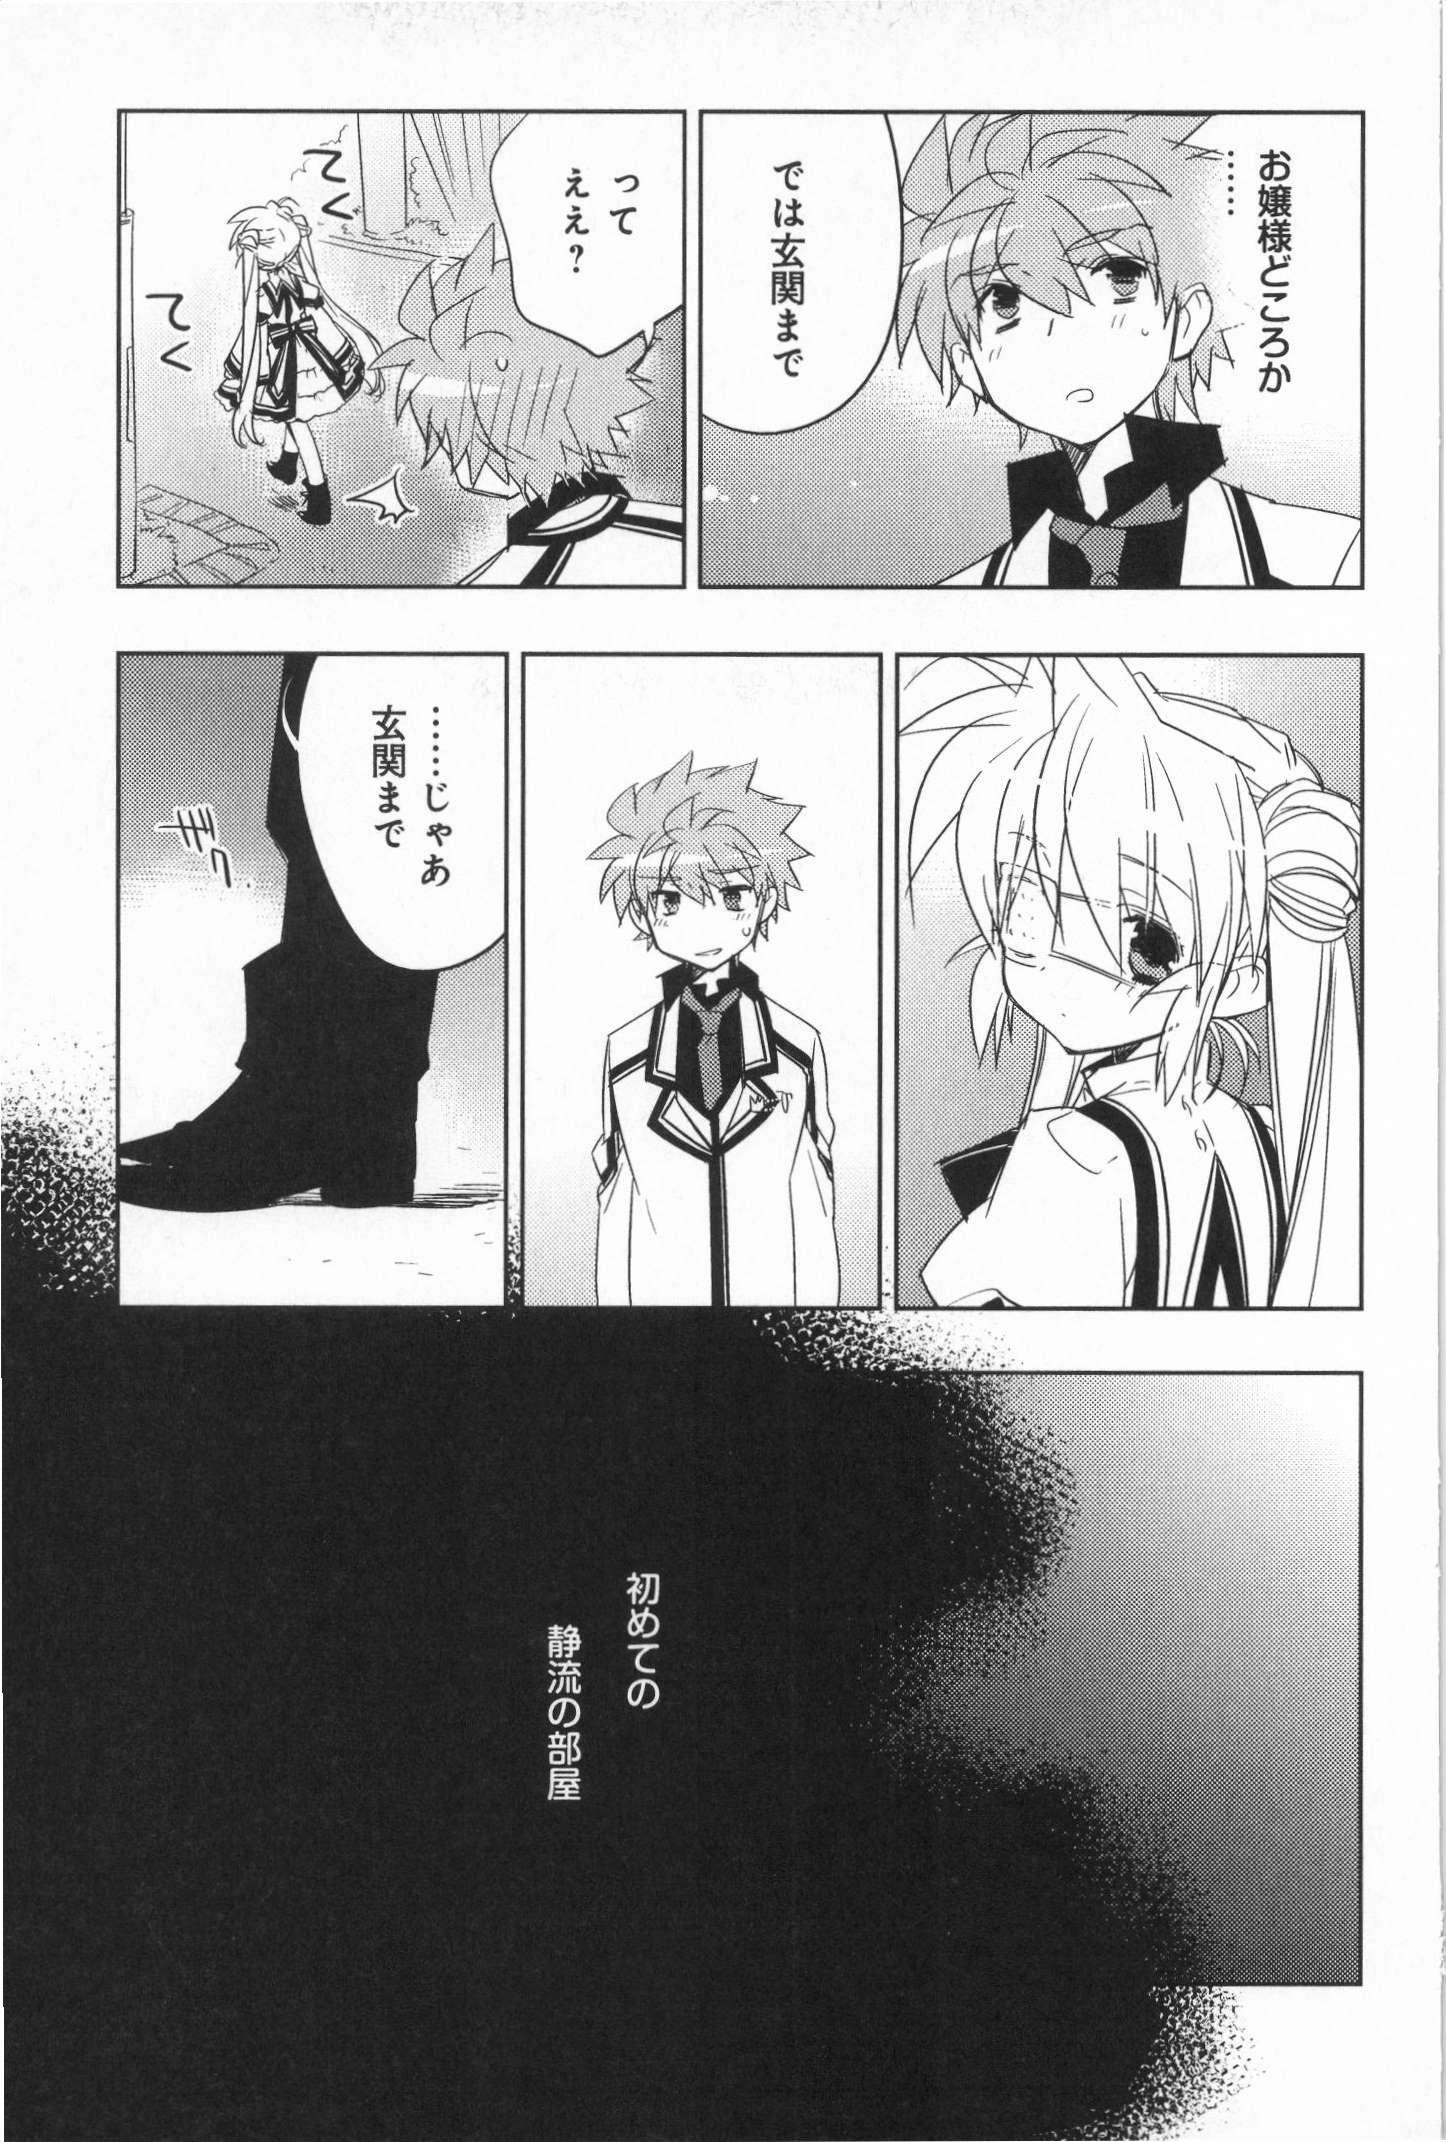 お嬢様どころか
……
では玄関まで
って
ええ？
てく
てく
……じゃあ
玄関まで
ザク
初めての
静流の部屋